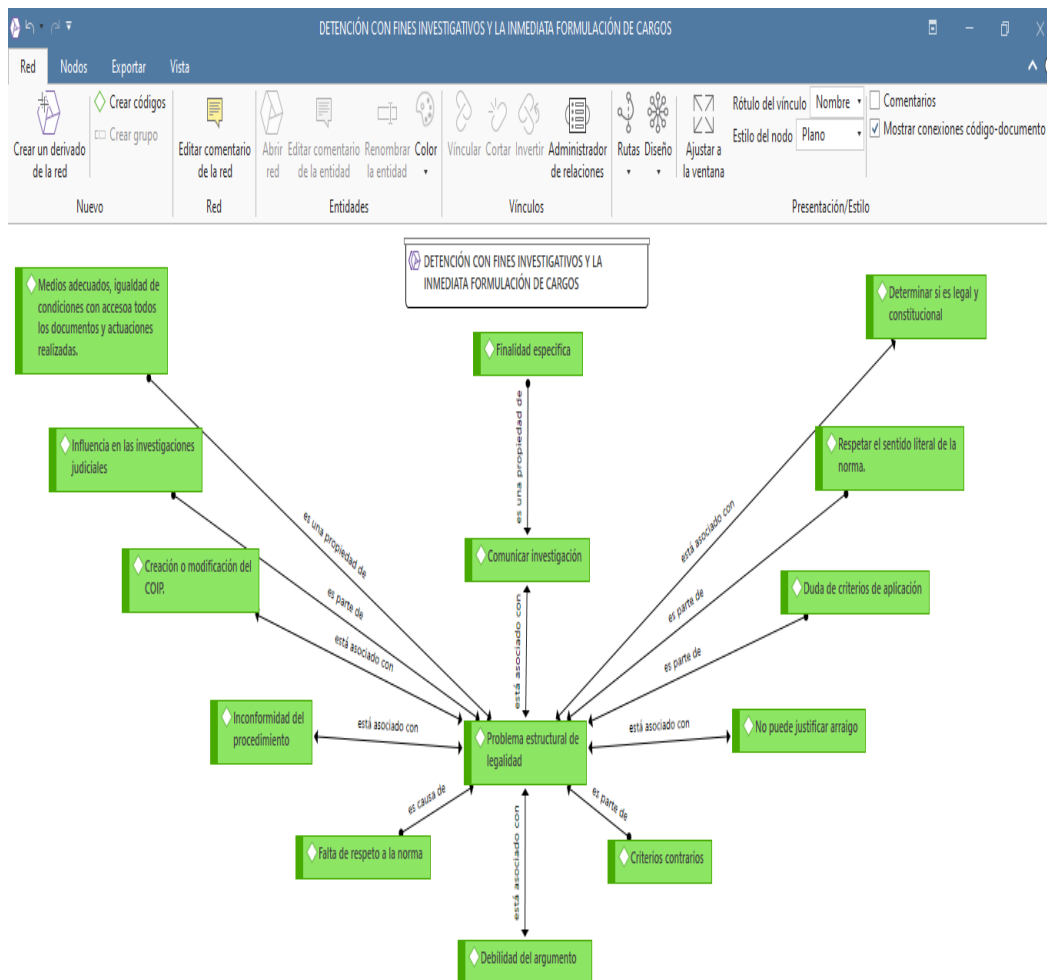 DETENCIÓN CON FINES INVESTIGATIVOS Y LA INMEDIATA FORMULACIÓN DE CARGOS
Red Nodos Exportar Vista
Crear un derivado
de la red
Crear códigos
Crear grupo
Nuevo
Editar comentario
de la red
Red
Abrir
red
Editar comentario
de la entidad
Renombrar
la entidad
Color
Entidades
Víncular
Cortar
Invertir
Administrador
de relaciones
Vínculos
Rutas
Diseño
Ajustar a
la ventana
Rótulo del vínculo Nombre
Estilo del nodo Plano
Comentarios
Mostrar conexiones código-documento
Presentación/Estilo
DETENCIÓN CON FINES INVESTIGATIVOS Y LA
INMEDIATA FORMULACIÓN DE CARGOS
Medios adecuados, igualdad de
condiciones con accesoa todos
los documentos y actuaciones
realizadas.
Finalidad especifica
Determinar si es legal y
constitucional
Influencia en las investigaciones
judiciales
Respetar el sentido literal de la
norma.
es una propiedad de
es una propiedad de
está asociado con
Creación o modificación del
COIP.
Comunicar investigación
Duda de criterios de aplicación
es parte de
es parte de
está asociado con
está asociado con
es parte de
Inconformidad del
procedimiento
está asociado con
Problema estructural de
legalidad
está asociado con
No puede justificar arraigo
es causa de
es parte de
Falta de respeto a la norma
está asociado con
Criterios contrarios
Debilidad del argumento